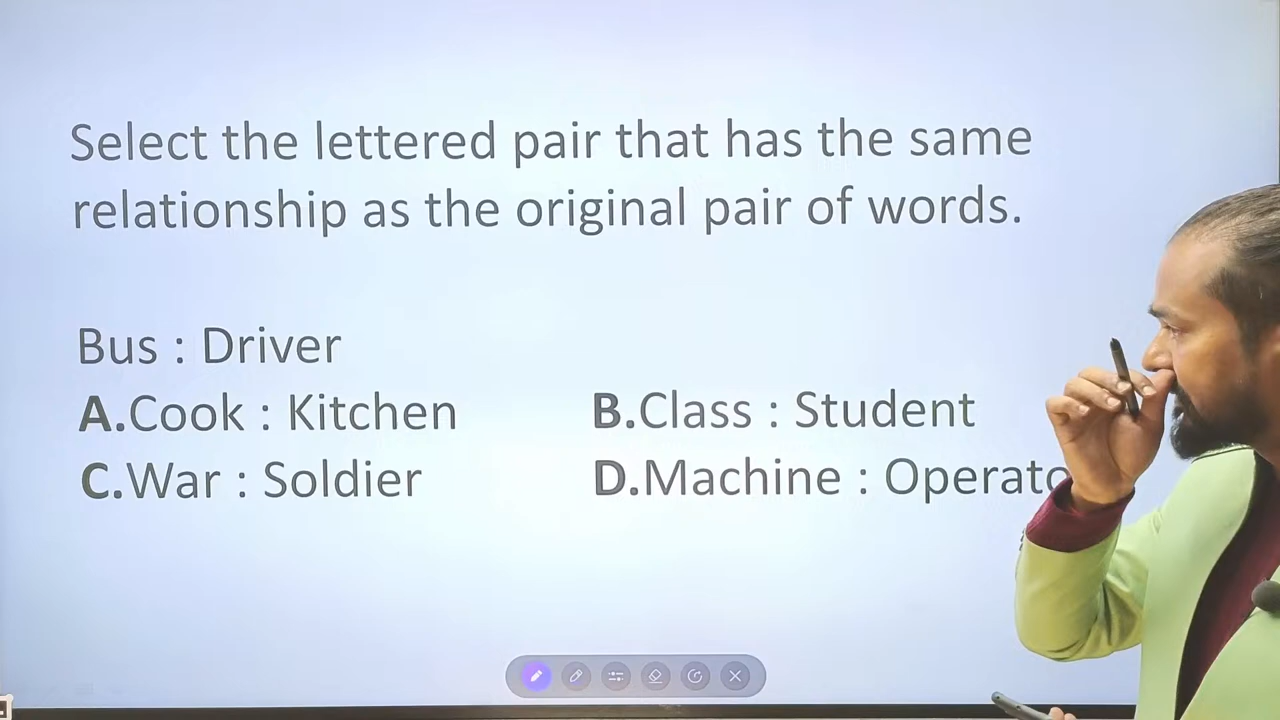 Select the lettered pair that has the same
relationship as the original pair of words.
Bus : Driver
A.Cook : Kitchen B.Class : Student
C.War : Soldier D.Machine : Operato